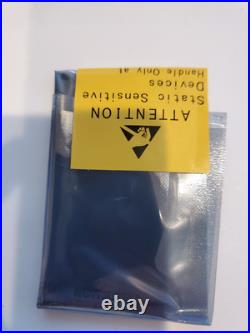 ATTENTION
Static Sensitive
Devices
Handle Only at